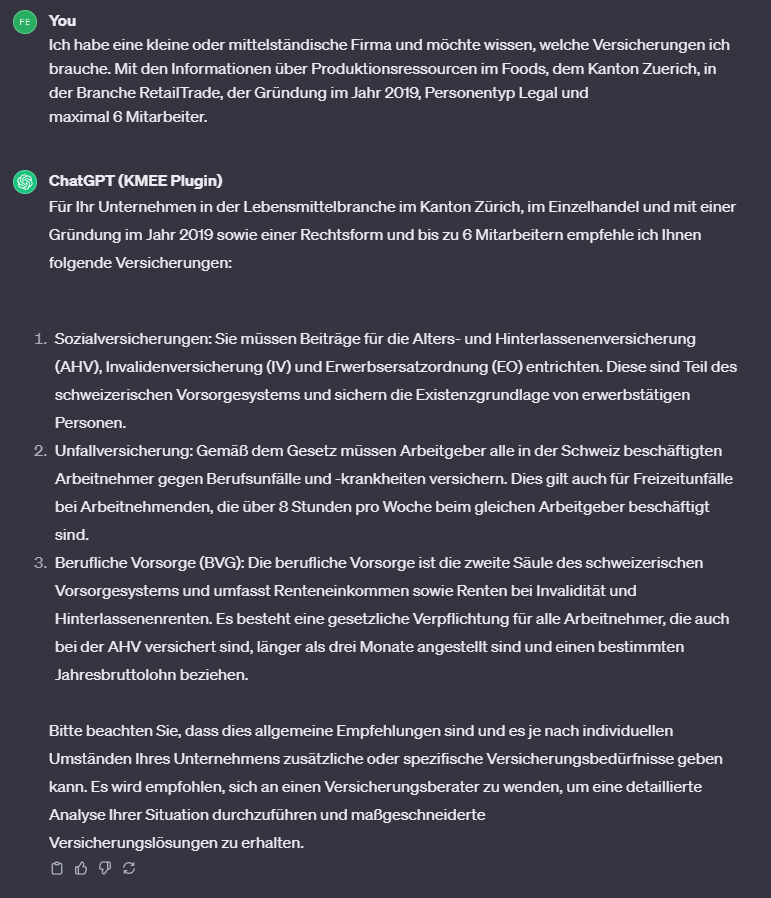 FE
You
Ich habe eine kleine oder mittelständische Firma und möchte wissen, welche Versicherungen ich
brauche. Mit den Informationen über Produktionsressourcen im Foods, dem Kanton Zuerich, in
der Branche RetailTrade, der Gründung im Jahr 2019, Personentyp Legal und
maximal 6 Mitarbeiter.
ChatGPT (KMEE Plugin)
Für Ihr Unternehmen in der Lebensmittelbranche im Kanton Zürich, im Einzelhandel und mit einer
Gründung im Jahr 2019 sowie einer Rechtsform und bis zu 6 Mitarbeitern empfehle ich Ihnen
folgende Versicherungen:
1. Sozialversicherungen: Sie müssen Beiträge für die Alters- und Hinterlassenenversicherung
(AHV), Invalidenversicherung (IV) und Erwerbsersatzordnung (EO) entrichten. Diese sind Teil des
schweizerischen Vorsorgesystems und sichern die Existenzgrundlage von erwerbstätigen
Personen.
2. Unfallversicherung: Gemäß dem Gesetz müssen Arbeitgeber alle in der Schweiz beschäftigten
Arbeitnehmer gegen Berufsunfälle und -krankheiten versichern. Dies gilt auch für Freizeitunfälle
bei Arbeitnehmenden, die über 8 Stunden pro Woche beim gleichen Arbeitgeber beschäftigt
sind.
3. Berufliche Vorsorge (BVG): Die berufliche Vorsorge ist die zweite Säule des schweizerischen
Vorsorgesystems und umfasst Renteneinkommen sowie Renten bei Invalidität und
Hinterlassenenrenten. Es besteht eine gesetzliche Verpflichtung für alle Arbeitnehmer, die auch
bei der AHV versichert sind, länger als drei Monate angestellt sind und einen bestimmten
Jahresbruttolohn beziehen.
Bitte beachten Sie, dass dies allgemeine Empfehlungen sind und es je nach individuellen
Umständen Ihres Unternehmens zusätzliche oder spezifische Versicherungsbedürfnisse geben
kann. Es wird empfohlen, sich an einen Versicherungsberater zu wenden, um eine detaillierte
Analyse Ihrer Situation durchzuführen und maßgeschneiderte
Versicherungslösungen zu erhalten.